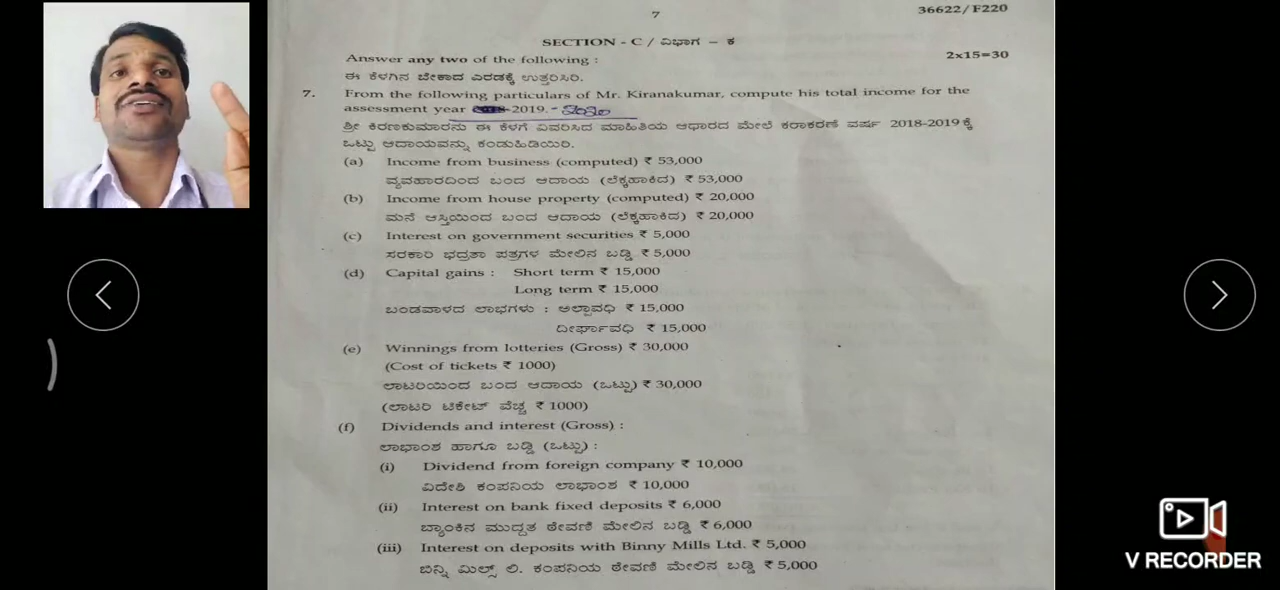 7
36622/F220
SECTION - C / ವಿಭಾಗ – ಕ
Answer any two of the following :
2x15=30
ಈ ಕೆಳಗಿನ ಬೇಕಾದ ಎರಡಕ್ಕೆ ಉತ್ತರಿಸಿರಿ.
7. From the following particulars of Mr. Kiranakumar, compute his total income for the
assessment year 2019. - 2020
ಶ್ರೀ ಕಿರಣಕುಮಾರನು ಈ ಕೆಳಗೆ ವಿವರಿಸಿದ ಮಾಹಿತಿಯ ಆಧಾರದ ಮೇಲೆ ಕರಾಕರಣೆ ವರ್ಷ 2018-2019 ಕ್ಕೆ
ಒಟ್ಟು ಆದಾಯವನ್ನು ಕಂಡುಹಿಡಿಯಿರಿ.
(a) Income from business (computed) ₹ 53,000
ವ್ಯವಹಾರದಿಂದ ಬಂದ ಆದಾಯ (ಲೆಕ್ಕಹಾಕಿದ) ₹ 53,000
(b) Income from house property (computed) ₹ 20,000
ಮನೆ ಆಸ್ತಿಯಿಂದ ಬಂದ ಆದಾಯ (ಲೆಕ್ಕಹಾಕಿದ) ₹ 20,000
(c) Interest on government securities ₹ 5,000
ಸರಕಾರಿ ಭದ್ರತಾ ಪತ್ರಗಳ ಮೇಲಿನ ಬಡ್ಡಿ ₹ 5,000
(d) Capital gains : Short term ₹ 15,000
Long term ₹ 15,000
ಬಂಡವಾಳದ ಲಾಭಗಳು : ಅಲ್ಪಾವಧಿ ₹ 15,000
ದೀರ್ಘಾವಧಿ ₹ 15,000
(e) Winnings from lotteries (Gross) ₹ 30,000
(Cost of tickets ₹ 1000)
ಲಾಟರಿಯಿಂದ ಬಂದ ಆದಾಯ (ಒಟ್ಟು) ₹ 30,000
(ಲಾಟರಿ ಟಿಕೇಟ್ ವೆಚ್ಚ ₹ 1000)
(f) Dividends and interest (Gross) :
ಲಾಭಾಂಶ ಹಾಗೂ ಬಡ್ಡಿ (ಒಟ್ಟು) :
(i) Dividend from foreign company ₹ 10,000
ವಿದೇಶಿ ಕಂಪನಿಯ ಲಾಭಾಂಶ ₹ 10,000
(ii) Interest on bank fixed deposits ₹ 6,000
ಬ್ಯಾಂಕಿನ ಮುದ್ದತ ಠೇವಣಿ ಮೇಲಿನ ಬಡ್ಡಿ ₹ 6,000
(iii) Interest on deposits with Binny Mills Ltd. ₹ 5,000
ಬಿನ್ನಿ ಮಿಲ್ಸ್ ಲಿ. ಕಂಪನಿಯ ಠೇವಣಿ ಮೇಲಿನ ಬಡ್ಡಿ ₹ 5,000
V RECORDER